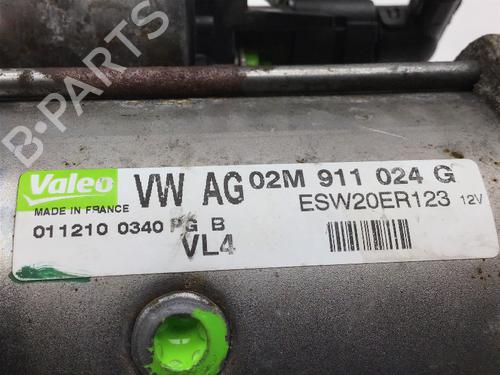 B-PARTS
Valeo VW AG 02M 911 024 G
MADE IN FRANCE ESW20ER123 12V
011210 0340 PG B
VL4